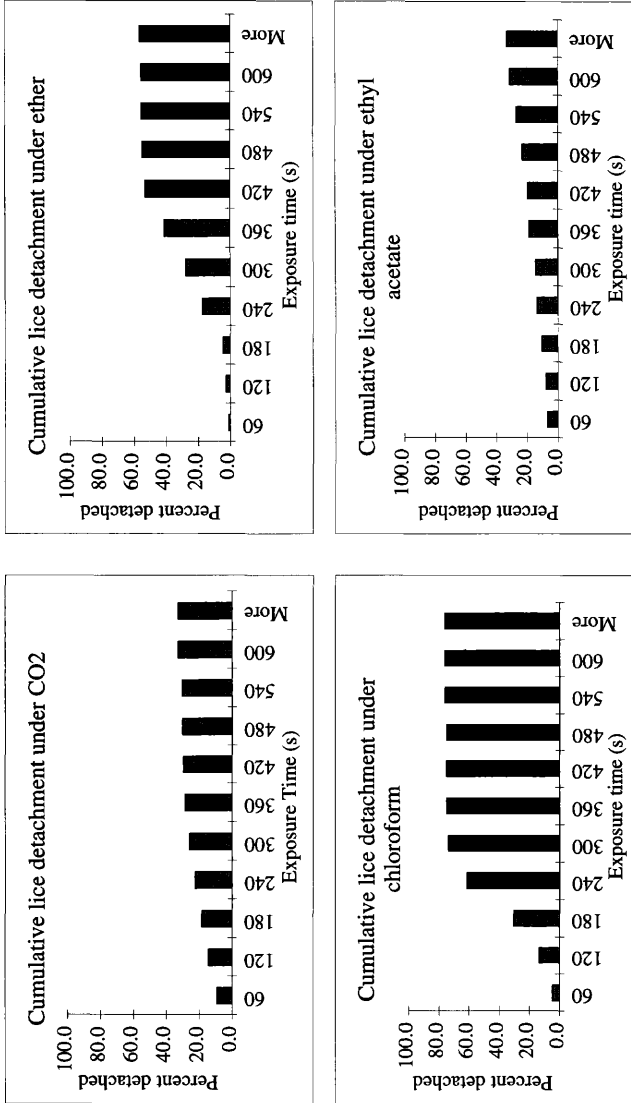 Cumulative lice detachment under CO2
Percent detached
100.0
80.0
60.0
40.0
20.0
0.0
60 120 180 240 300 360 420 480 540 600 More
Exposure Time (s)
Cumulative lice detachment under ether
Percent detached
100.0
80.0
60.0
40.0
20.0
0.0
60 120 180 240 300 360 420 480 540 600 More
Exposure time (s)
Cumulative lice detachment under
chloroform
Percent detached
100.0
80.0
60.0
40.0
20.0
0.0
60 120 180 240 300 360 420 480 540 600 More
Exposure time (s)
Cumulative lice detachment under ethyl
acetate
Percent detached
100.0
80.0
60.0
40.0
20.0
0.0
60 120 180 240 300 360 420 480 540 600 More
Exposure time (s)